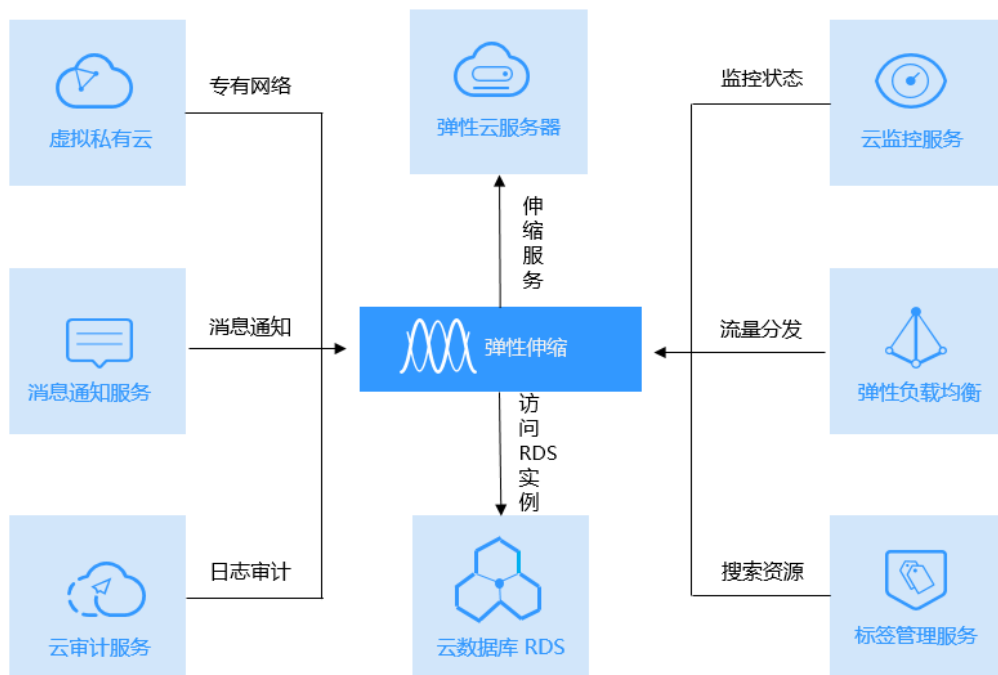 专有网络
虚拟私有云
弹性云服务器
监控状态
云监控服务
伸
缩
服
务
消息通知
消息通知服务
弹性伸缩
流量分发
弹性负载均衡
访
问
RDS
实
例
日志审计
云审计服务
云数据库 RDS
搜索资源
标签管理服务